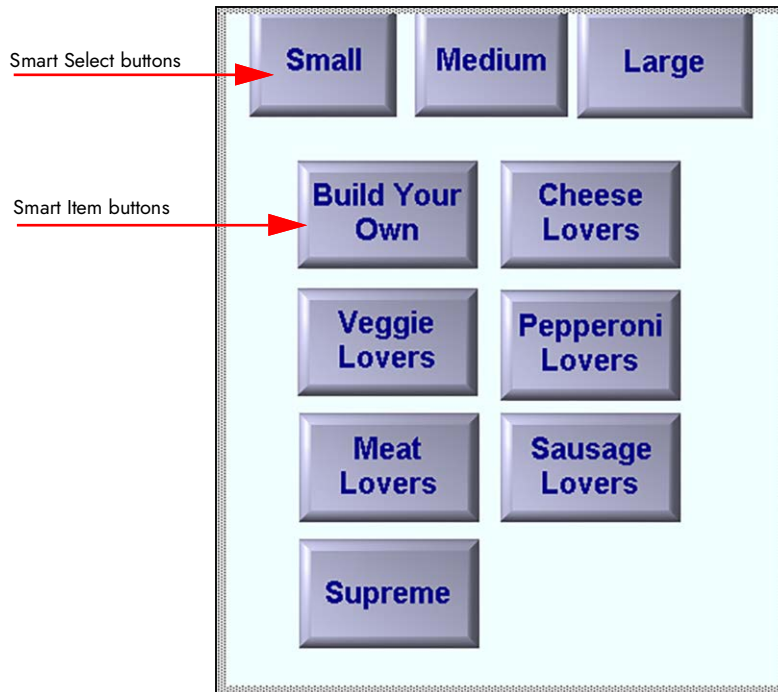 Smart Select buttons
Small
Medium
Large
Smart Item buttons
Build Your
Own
Cheese
Lovers
Veggie
Lovers
Pepperoni
Lovers
Meat
Lovers
Sausage
Lovers
Supreme